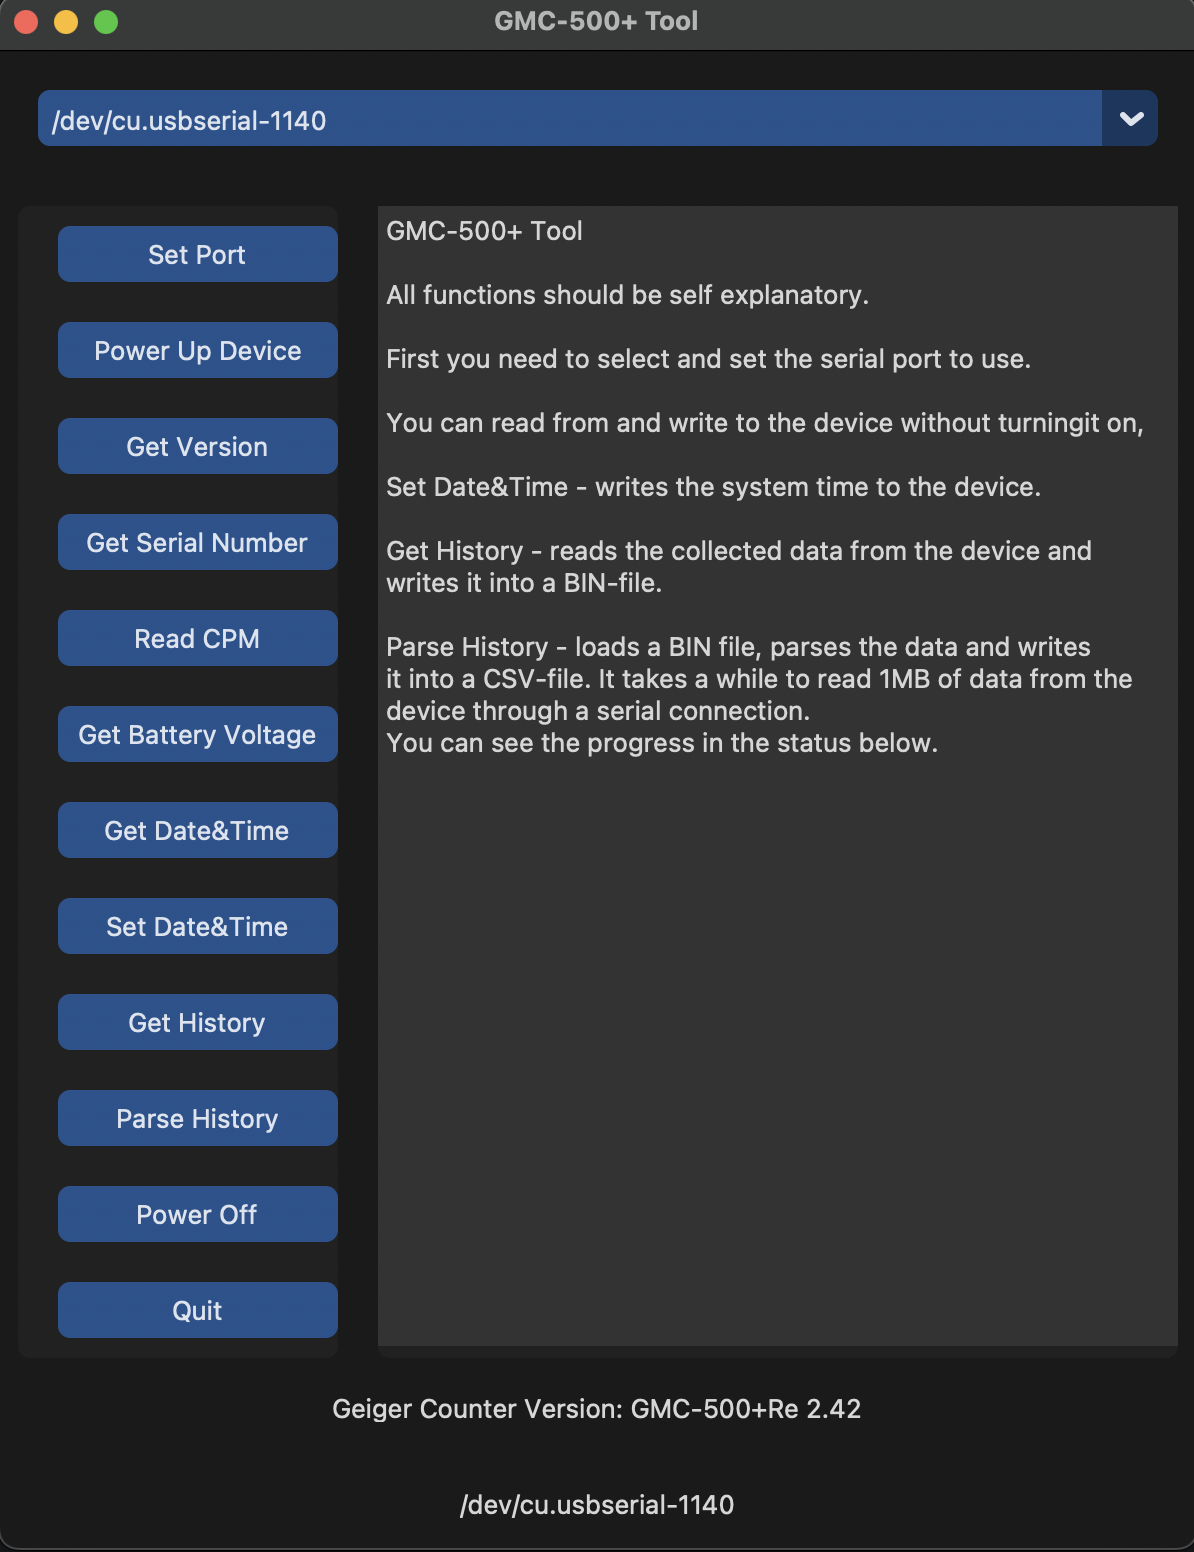 GMC-500+ Tool
/dev/cu.usbserial-1140
Set Port
Power Up Device
Get Version
Get Serial Number
Read CPM
Get Battery Voltage
Get Date&Time
Set Date&Time
Get History
Parse History
Power Off
Quit
GMC-500+ Tool
All functions should be self explanatory.
First you need to select and set the serial port to use.
You can read from and write to the device without turningit on,
Set Date&Time - writes the system time to the device.
Get History - reads the collected data from the device and
writes it into a BIN-file.
Parse History - loads a BIN file, parses the data and writes
it into a CSV-file. It takes a while to read 1MB of data from the
device through a serial connection.
You can see the progress in the status below.
Geiger Counter Version: GMC-500+Re 2.42
/dev/cu.usbserial-1140